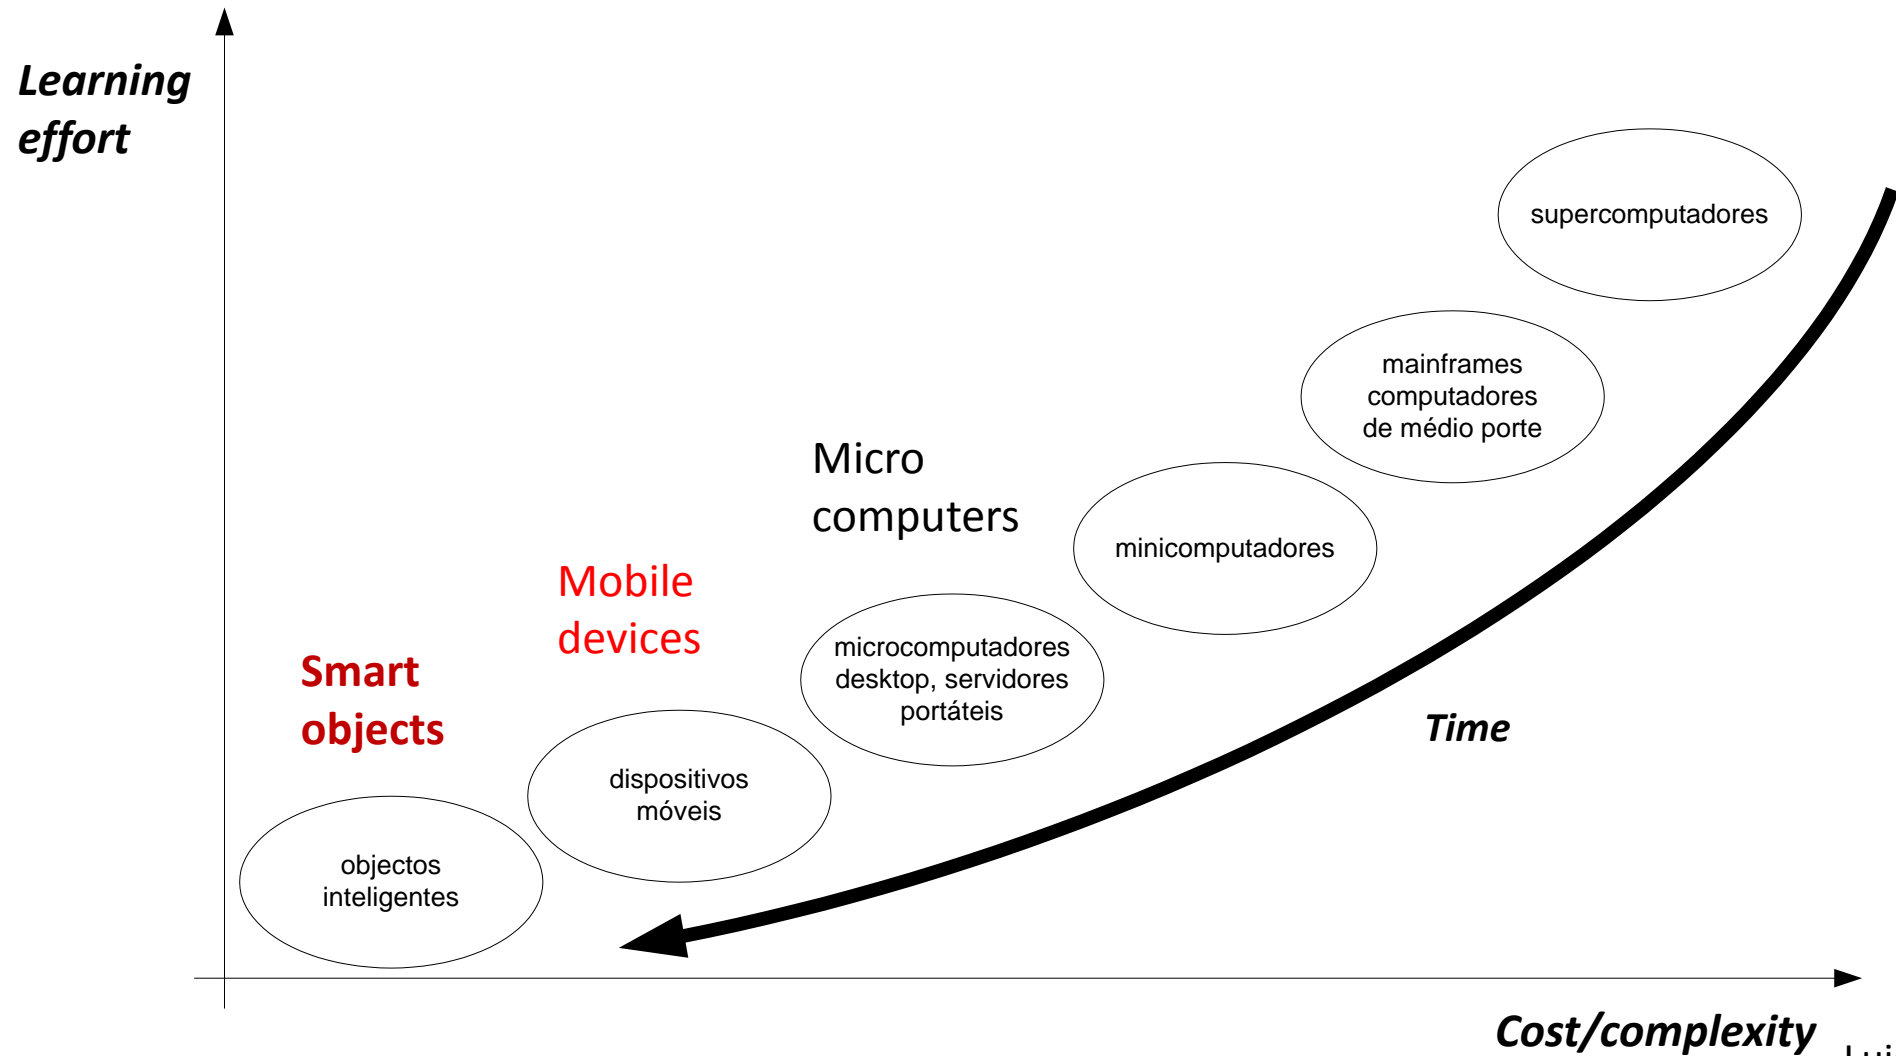 Learning
effort
supercomputadores
mainframes
computadores
de médio porte
Micro
computers
minicomputadores
Mobile
devices
microcomputadores
desktop, servidores
portáteis
Smart
objects
Time
dispositivos
móveis
objectos
inteligentes
Cost/complexity